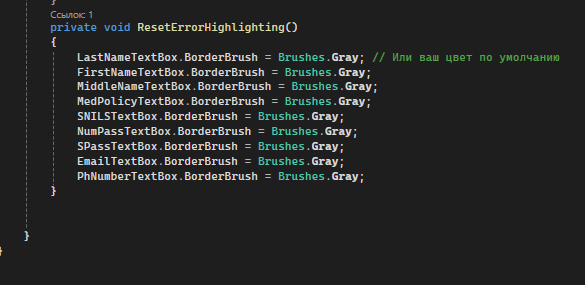 }
Ссылок: 1
private void ResetErrorHighlighting()
{
LastNameTextBox.BorderBrush = Brushes.Gray; // Или ваш цвет по умолчанию
FirstNameTextBox.BorderBrush = Brushes.Gray;
MiddleNameTextBox.BorderBrush = Brushes.Gray;
MedPolicyTextBox.BorderBrush = Brushes.Gray;
SNILSTextBox.BorderBrush = Brushes.Gray;
NumPassTextBox.BorderBrush = Brushes.Gray;
SPassTextBox.BorderBrush = Brushes.Gray;
EmailTextBox.BorderBrush = Brushes.Gray;
PhNumberTextBox.BorderBrush = Brushes.Gray;
}
}
}